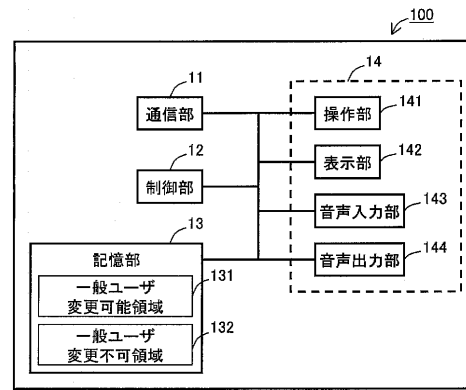 100
11
通信部
12
制御部
13
記憶部
一般ユーザ
変更可能領域
131
一般ユーザ
変更不可領域
132
14
操作部
141
表示部
142
音声入力部
143
音声出力部
144